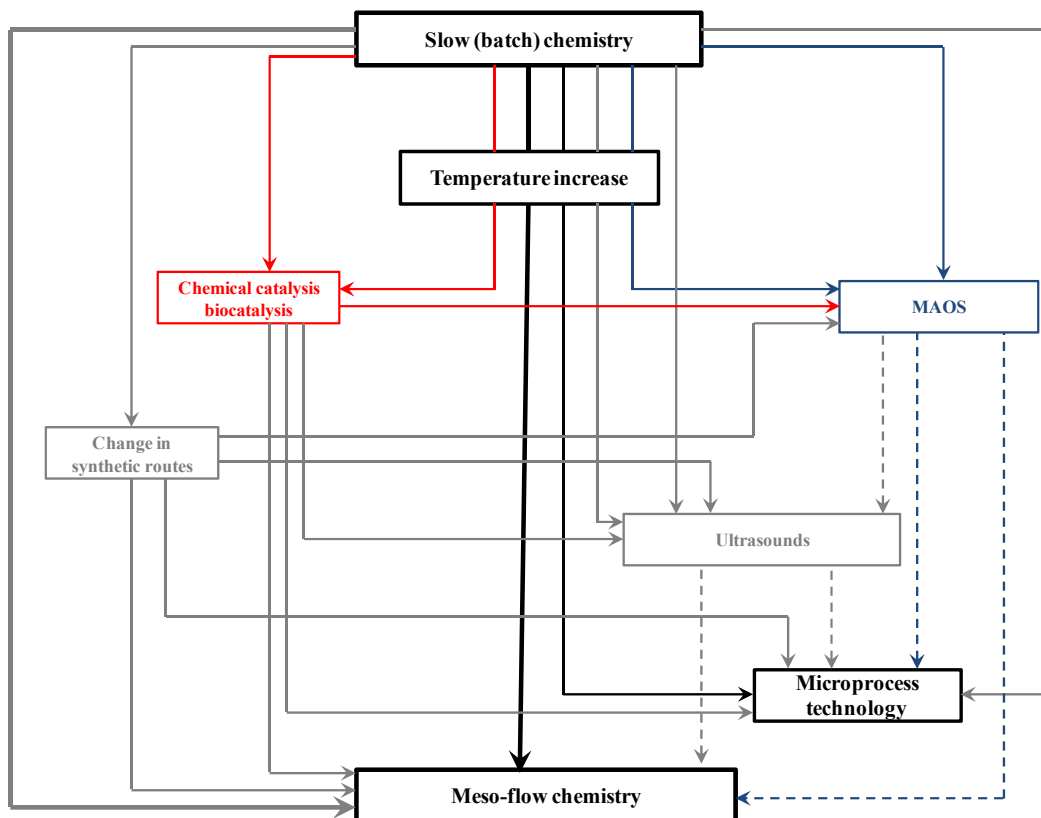 Slow (batch) chemistry
Temperature increase
Chemical catalysis
biocatalysis
MAOS
Change in
synthetic routes
Ultrasounds
Microprocess
technology
Meso-flow chemistry